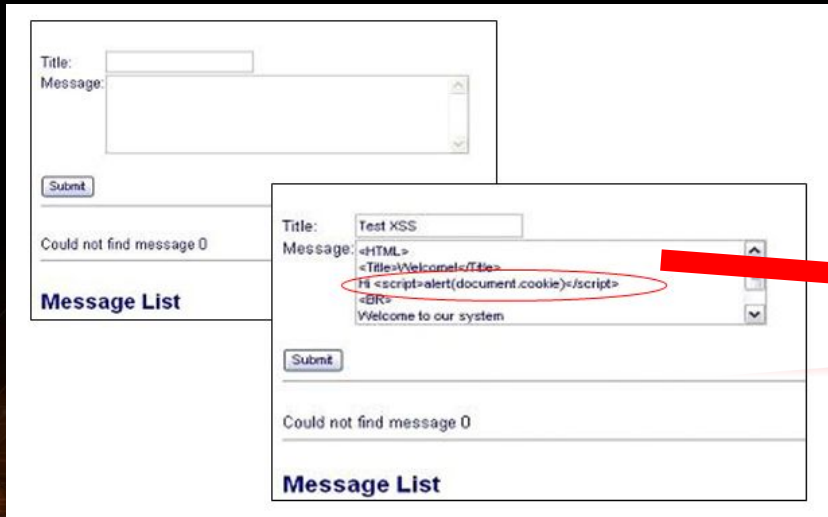 Title:
Message:
Submit
Could not find message 0
Message List
Title: Test XSS
Message: <HTML>
<Title>Welcome!</Title>
Hi <script>alert(document.cookie)</script>
<BR>
Welcome to our system
Submit
Could not find message 0
Message List